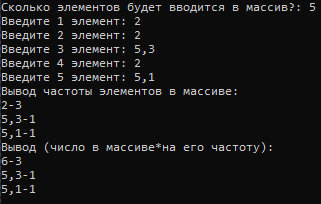 Сколько элементов будет вводится в массив?: 5
Введите 1 элемент: 2
Введите 2 элемент: 2
Введите 3 элемент: 5,3
Введите 4 элемент: 2
Введите 5 элемент: 5,1
Вывод частоты элементов в массиве:
2-3
5,3-1
5,1-1
Вывод (число в массиве*на его частоту):
6-3
5,3-1
5,1-1